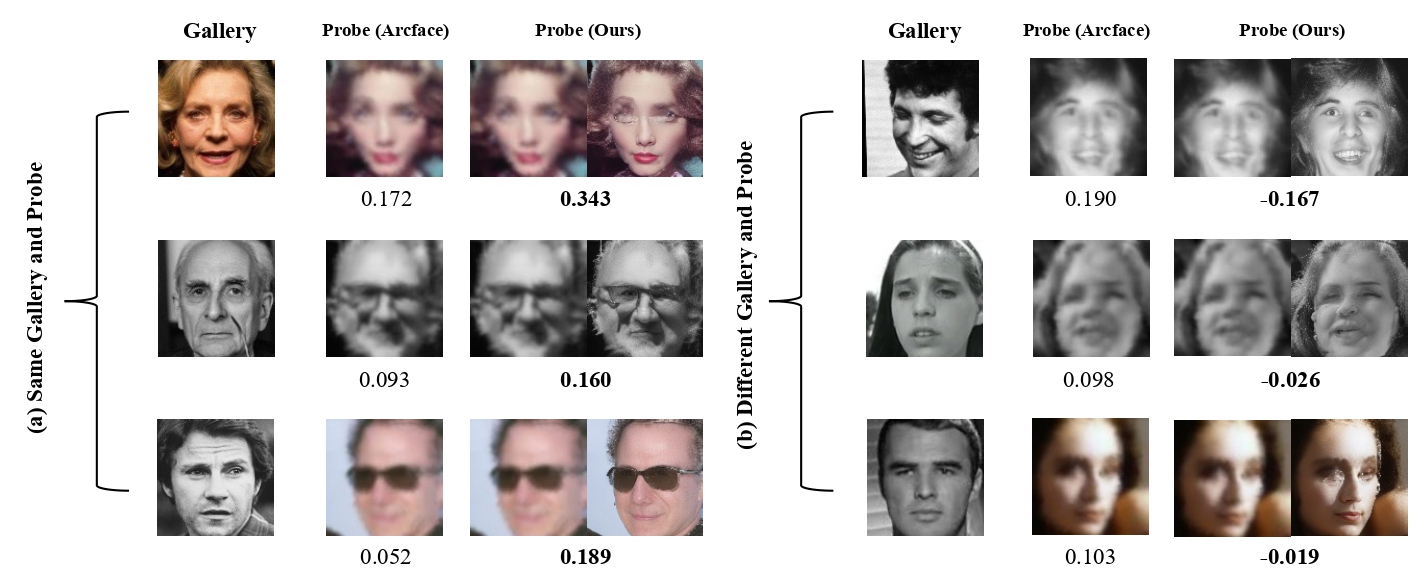 Gallery Probe (Arcface) Probe (Ours)
(a) Same Gallery and Probe
0.172 0.343
0.093 0.160
0.052 0.189
Gallery Probe (Arcface) Probe (Ours)
(b) Different Gallery and Probe
0.190 -0.167
0.098 -0.026
0.103 -0.019